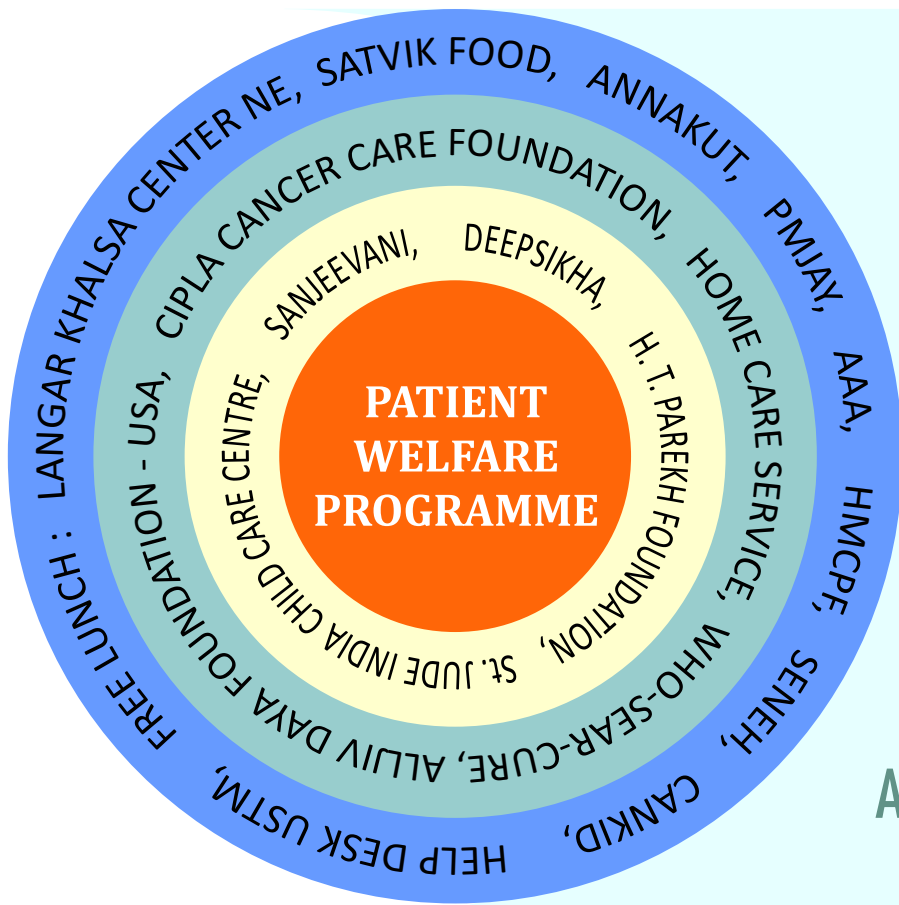 FREE LUNCH : LANGAR KHALSA CENTER NE, SATVIK FOOD, ANNAKUT, PMJAY, AAA, HMCPF, SENEH, CANKID, HELP DESK USTM,
ALLJIV DAYA FOUNDATION - USA, CIPLA CANCER CARE FOUNDATION, HOME CARE SERVICE, WHO-SEAR-CURE,
St. JUDE INDIA CHILD CARE CENTRE, SANJEEVANI, DEEPSIKHA, H. T. PAREKH FOUNDATION,
PATIENT
WELFARE
PROGRAMME
A